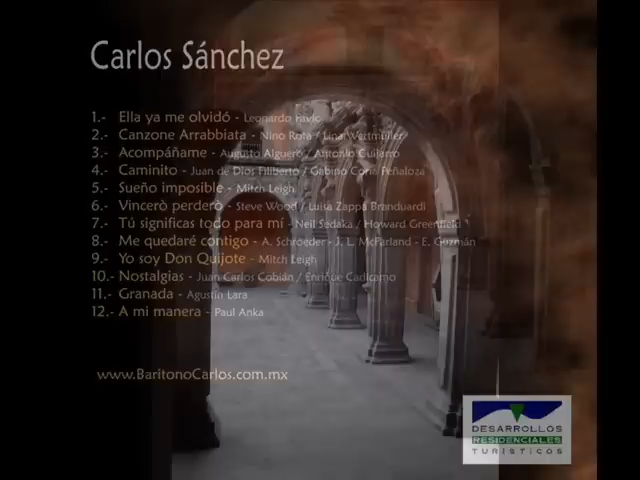 Carlos Sánchez
1.- Ella ya me olvidó - Leonardo Favio
2.- Canzone Arrabbiata - Nino Rota / Lina Wertmüller
3.- Acompáñame - Augusto Algueró / Antonio Guijarro
4.- Caminito - Juan de Dios Filiberto / Gabino Coria Peñaloza
5.- Sueño imposible - Mitch Leigh
6.- Vincerò perderò - Steve Wood / Luisa Zappa Branduardi
7.- Tú significas todo para mí - Neil Sedaka / Howard Greenfield
8.- Me quedaré contigo - A. Schroeder - J. L. McFarland - E. Guzmán
9.- Yo soy Don Quijote - Mitch Leigh
10.- Nostalgias - Juan Carlos Cobián / Enrique Cadicamo
11.- Granada - Agustín Lara
12.- A mi manera - Paul Anka
www.BaritonoCarlos.com.mx
DESARROLLOS
RESIDENCIALES
TURISTICOS